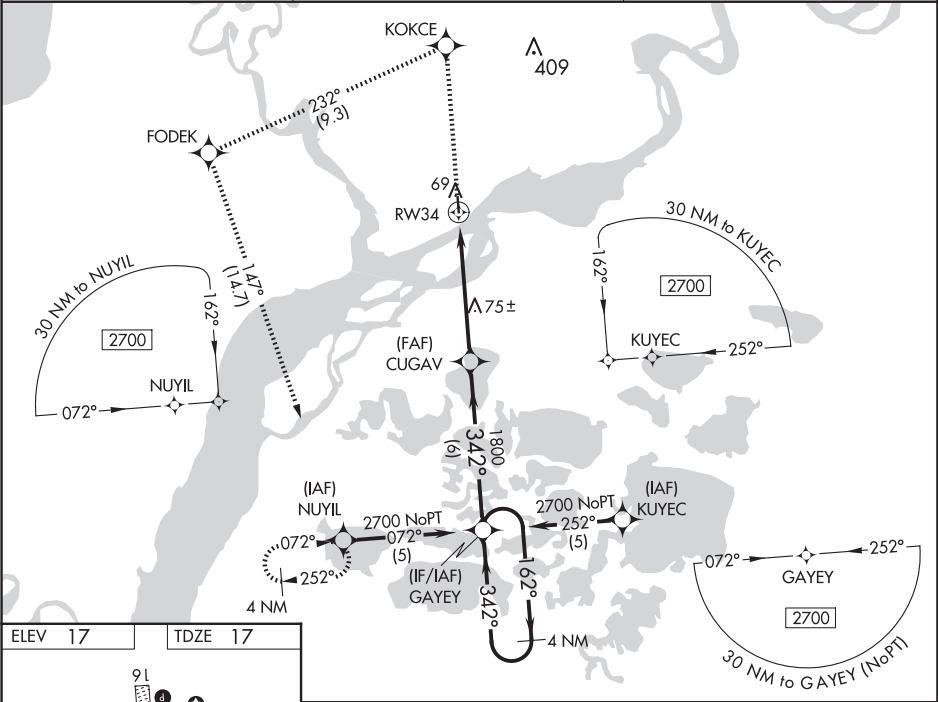 KOKCE
409
232°
(9.3)
FODEK
69
RW34
147°
(14.7)
30 NM to NUYIL
162°
2700
NUYIL
072°
30 NM to KUYEC
162°
2700
KUYEC
252°
75±
(FAF)
CUGAV
1800
342°
(6)
(IAF)
NUYIL
2700 NoPT
072°
(5)
072°
252°
4 NM
(IF/IAF)
GAYEY
2700 NoPT
252°
(5)
(IAF)
KUYEC
162°
342°
4 NM
072°
252°
GAYEY
2700
30 NM to GAYEY (NoPT)
ELEV 17
TDZE 17
16
P